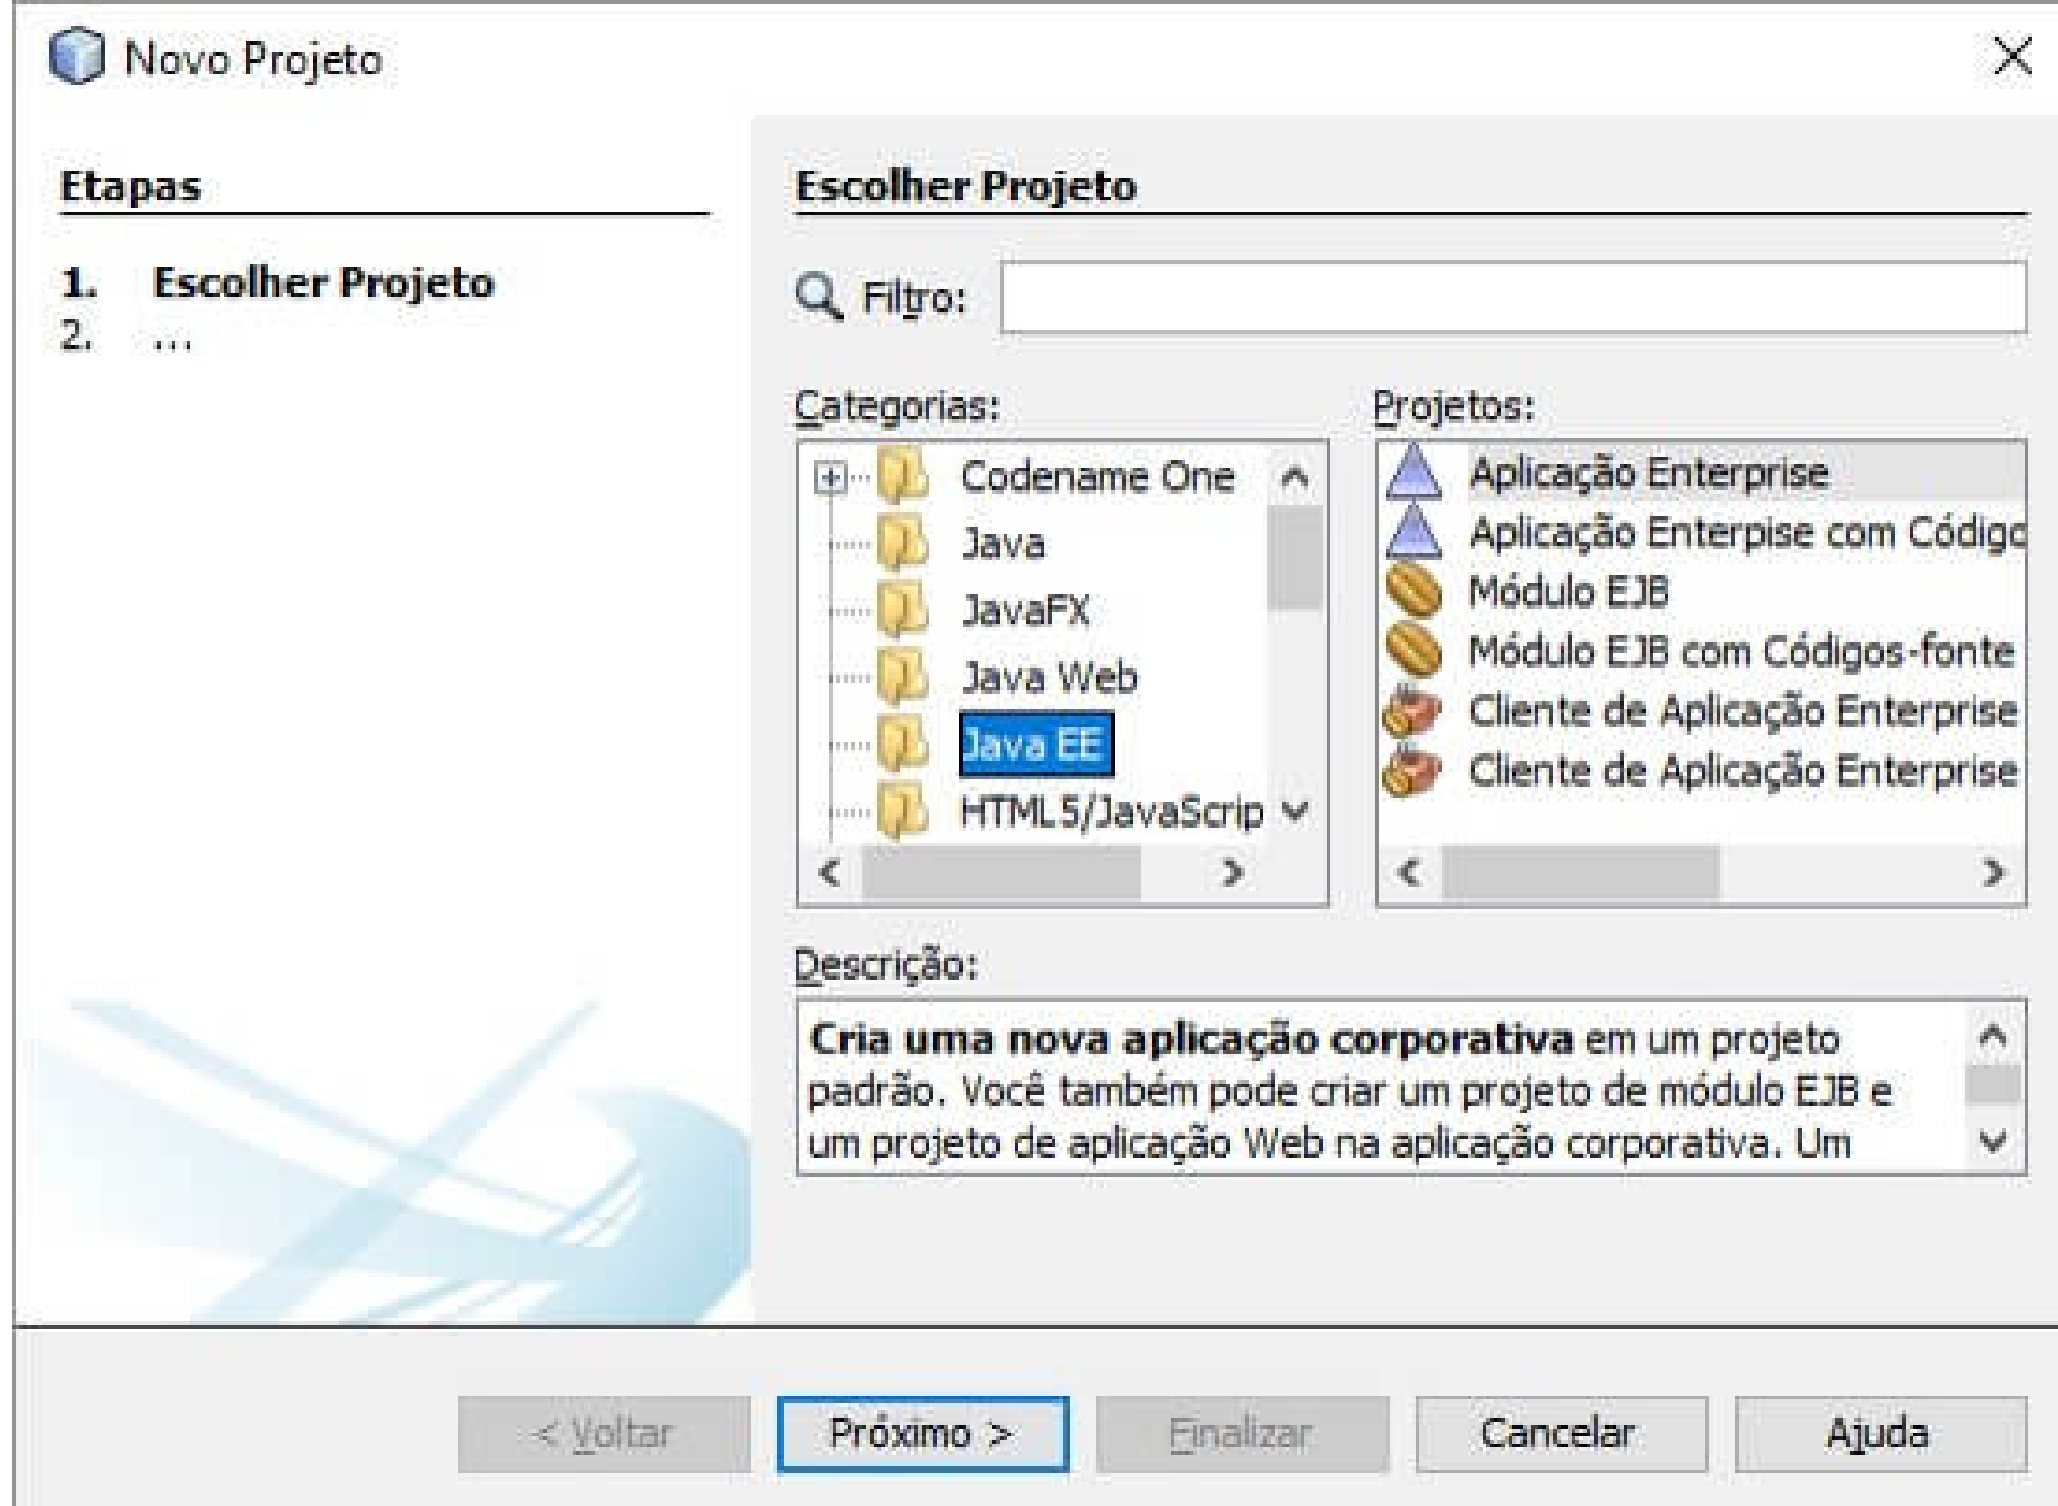 Novo Projeto
Etapas
1. Escolher Projeto
2. ...
Escolher Projeto
Filtro:
Categorias:
Codename One
Java
JavaFX
Java Web
Java EE
HTML5/JavaScrip
Projetos:
Aplicação Enterprise
Aplicação Enterpise com Código
Módulo EJB
Módulo EJB com Códigos-fonte
Cliente de Aplicação Enterprise
Cliente de Aplicação Enterprise
Descrição:
Cria uma nova aplicação corporativa em um projeto
padrão. Você também pode criar um projeto de módulo EJB e
um projeto de aplicação Web na aplicação corporativa. Um
< Voltar
Próximo >
Finalizar
Cancelar
Ajuda